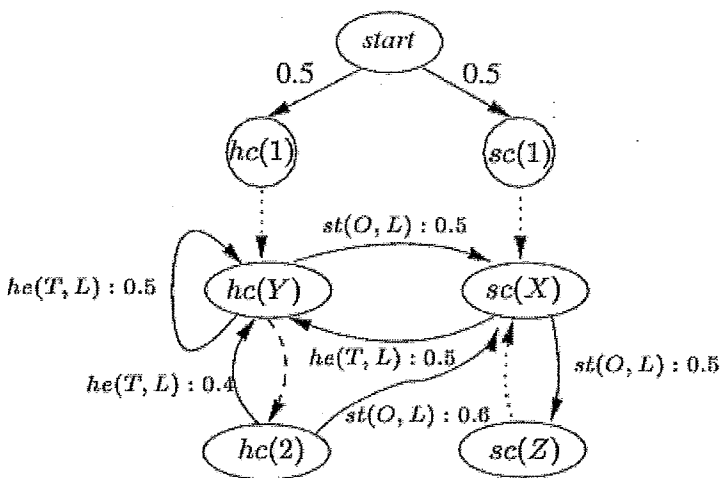 start
0.5
0.5
hc(1)
sc(1)
st(O, L) : 0.5
he(T, L) : 0.5
hc(Y)
sc(X)
he(T, L) : 0.5
st(O, L) : 0.5
he(T, L) : 0.4
st(O, L) : 0.6
hc(2)
sc(Z)